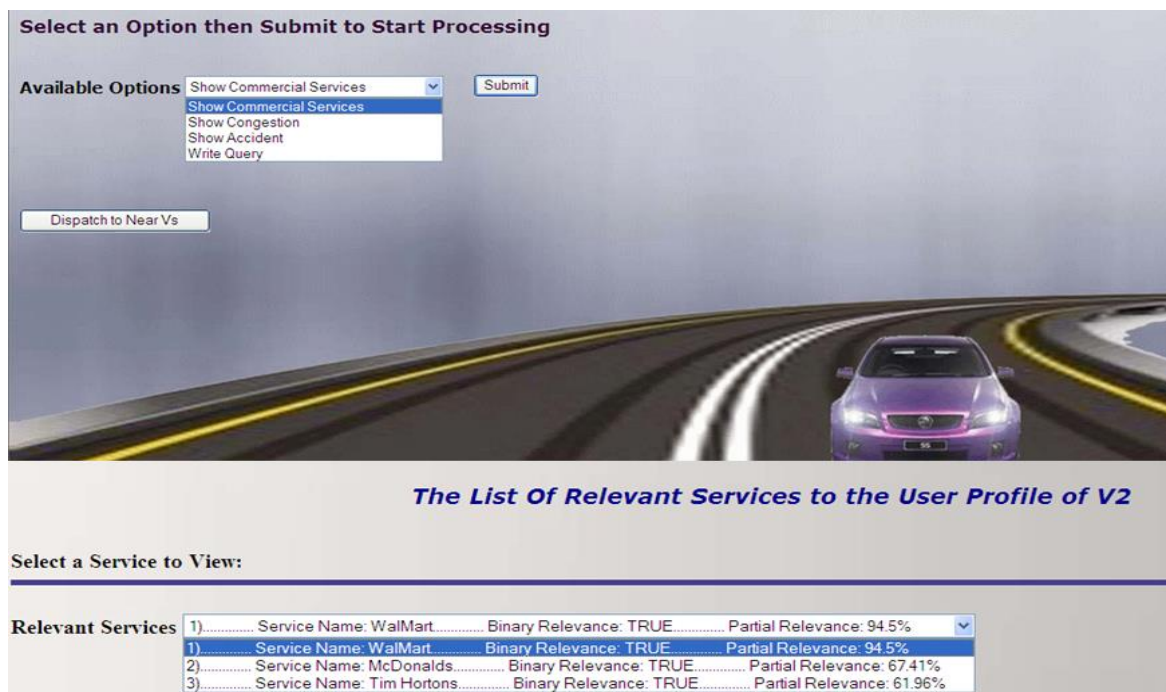 Select an Option then Submit to Start Processing
Available Options Show Commercial Services Submit
Show Commercial Services
Show Congestion
Show Accident
Write Query
Dispatch to Near Vs
SS
The List Of Relevant Services to the User Profile of V2
Select a Service to View:
Relevant Services 1)............. Service Name: WalMart............. Binary Relevance: TRUE............. Partial Relevance: 94.5%
1)............. Service Name: WalMart............. Binary Relevance: TRUE............. Partial Relevance: 94.5%
2)............. Service Name: McDonalds............. Binary Relevance: TRUE............. Partial Relevance: 67.41%
3)............. Service Name: Tim Hortons............. Binary Relevance: TRUE............. Partial Relevance: 61.96%